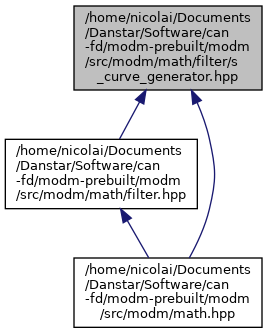 /home/nicolai/Documents
/Danstar/Software/can
-fd/modm-prebuilt/modm
/src/modm/math/filter/s
_curve_generator.hpp
/home/nicolai/Documents
/Danstar/Software/can
-fd/modm-prebuilt/modm
/src/modm/math/filter.hpp
/home/nicolai/Documents
/Danstar/Software/can
-fd/modm-prebuilt/modm
/src/modm/math.hpp